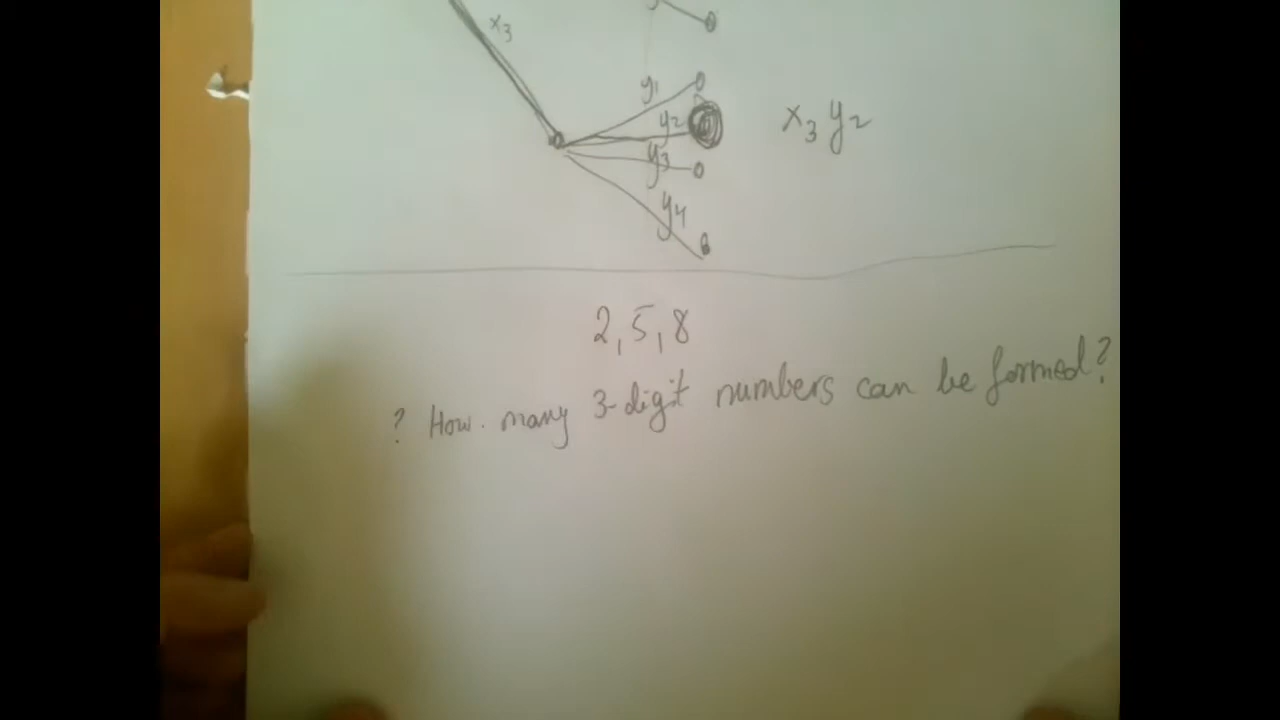 x3
y1
y2
x3 y2
y3
y4
2, 5, 8
? How many 3-digit numbers can be formed?